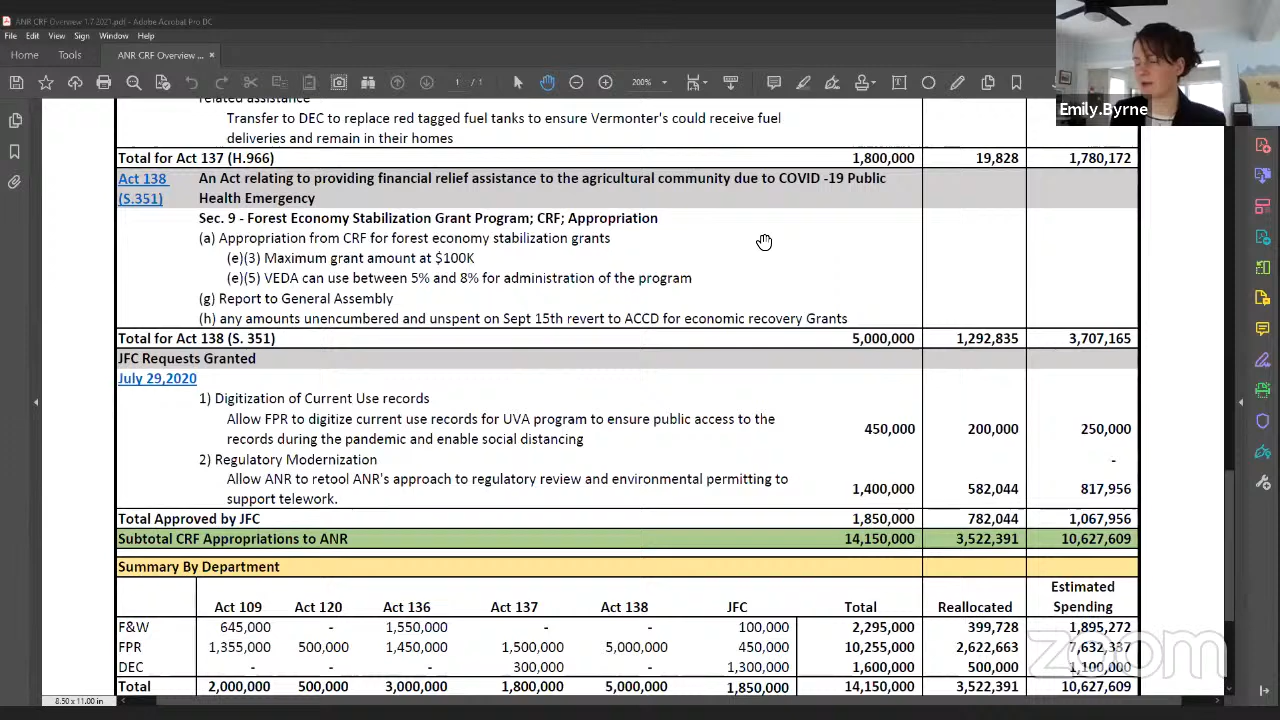 ANR CRF Overview 1.7.2021.pdf - Adobe Acrobat Pro DC
File Edit View Sign Window Help
Home Tools ANR CRF Overview ... ×
1 / 1 200%
Emily.Byrne
related assistance
Transfer to DEC to replace red tagged fuel tanks to ensure Vermonter's could receive fuel
deliveries and remain in their homes
Total for Act 137 (H.966) 1,800,000 19,828 1,780,172
Act 138 An Act relating to providing financial relief assistance to the agricultural community due to COVID -19 Public
(S.351) Health Emergency
Sec. 9 - Forest Economy Stabilization Grant Program; CRF; Appropriation
(a) Appropriation from CRF for forest economy stabilization grants
(e)(3) Maximum grant amount at $100K
(e)(5) VEDA can use between 5% and 8% for administration of the program
(g) Report to General Assembly
(h) any amounts unencumbered and unspent on Sept 15th revert to ACCD for economic recovery Grants
Total for Act 138 (S. 351) 5,000,000 1,292,835 3,707,165
JFC Requests Granted
July 29,2020
1) Digitization of Current Use records
Allow FPR to digitize current use records for UVA program to ensure public access to the
records during the pandemic and enable social distancing 450,000 200,000 250,000
2) Regulatory Modernization -
Allow ANR to retool ANR's approach to regulatory review and environmental permitting to
support telework. 1,400,000 582,044 817,956
Total Approved by JFC 1,850,000 782,044 1,067,956
Subtotal CRF Appropriations to ANR 14,150,000 3,522,391 10,627,609
Summary By Department
Act 109 Act 120 Act 136 Act 137 Act 138 JFC Total Reallocated Estimated Spending
F&W 645,000 - 1,550,000 - - 100,000 2,295,000 399,728 1,895,272
FPR 1,355,000 500,000 1,450,000 1,500,000 5,000,000 450,000 10,255,000 2,622,663 7,632,337
DEC - - - 300,000 - 1,300,000 1,600,000 500,000 1,100,000
Total 2,000,000 500,000 3,000,000 1,800,000 5,000,000 1,850,000 14,150,000 3,522,391 10,627,609
zoom
8.50 x 11.00 in